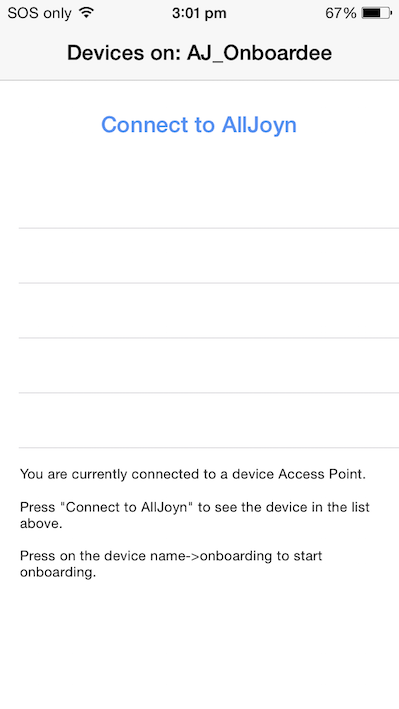 SOS only 3:01 pm 67%
Devices on: AJ_Onboardee
Connect to AllJoyn
You are currently connected to a device Access Point.
Press "Connect to AllJoyn" to see the device in the list
above.
Press on the device name->onboarding to start
onboarding.